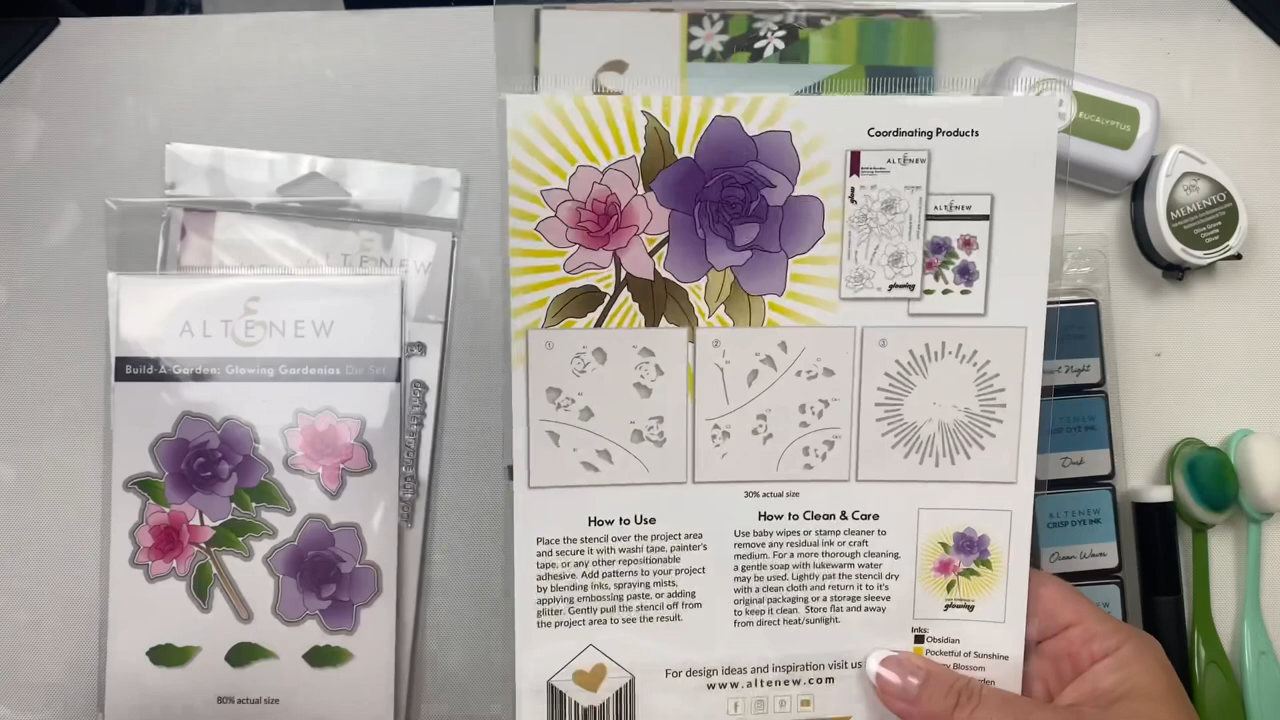 ALTENEW
Build-A-Garden: Glowing Gardenias Die Set
80% actual size
ALTENEW
Coordinating Products
ALTENEW
glow
glowing
ALTENEW
1
2
3
30% actual size
How to Use
Place the stencil over the project area
and secure it with washi tape, painter's
tape, or any other repositionable
adhesive. Add patterns to your project
by blending inks, spraying mists,
applying embossing paste, or adding
glitter. Gently pull the stencil off from
the project area to see the result.
How to Clean & Care
Use baby wipes or stamp cleaner to
remove any residual ink or craft
medium. For a more thorough cleaning,
a gentle soap with lukewarm water
may be used. Lightly pat the stencil dry
with a clean cloth and return it to it's
original packaging or a storage sleeve
to keep it clean. Store flat and away
from direct heat/sunlight.
glowing
Inks:
Obsidian
Pocketful of Sunshine
Blossom
For design ideas and inspiration visit us
www.altenew.com
EUCALYPTUS
MEMENTO
Olive Grove
Olivette
Night
ALTENEW
CRISP DYE INK
Dusk
ALTENEW
CRISP DYE INK
Ocean Waves